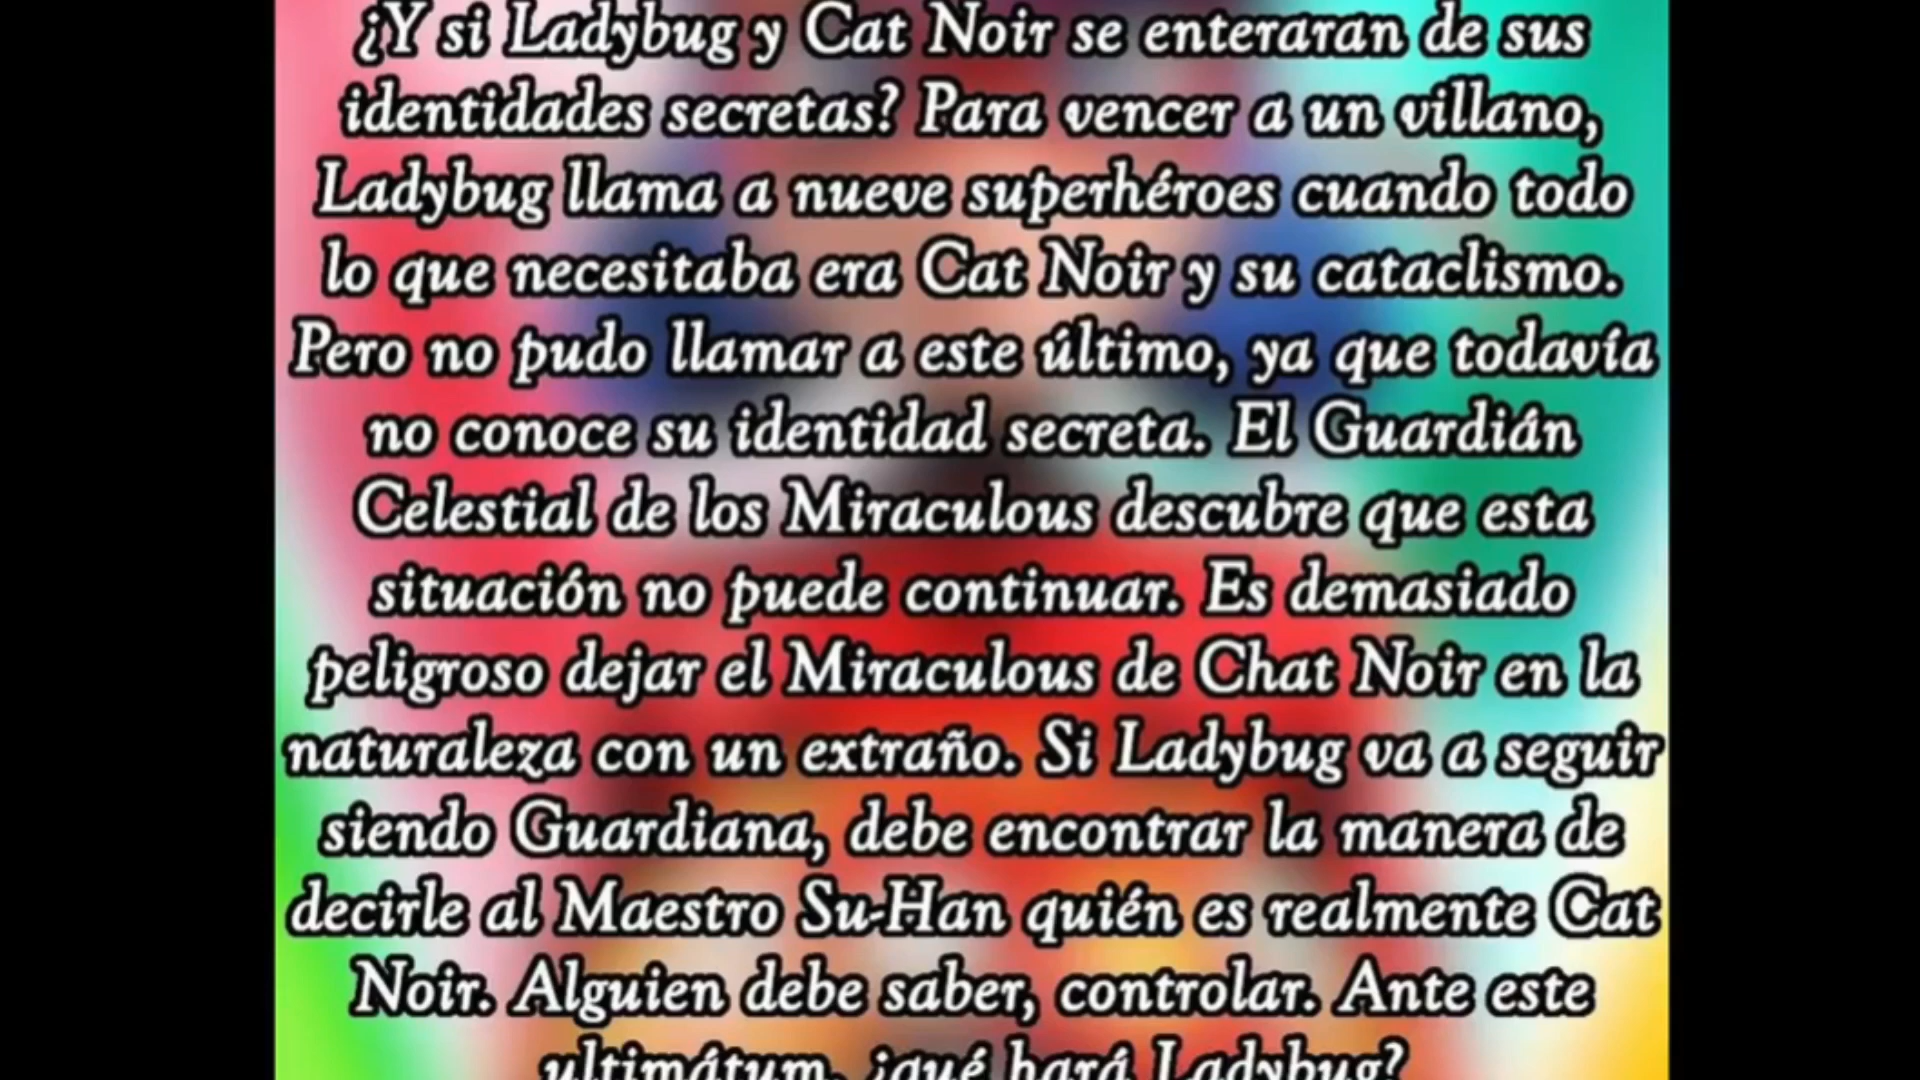 ¿Y si Ladybug y Cat Noir se enteraran de sus
identidades secretas? Para vencer a un villano,
Ladybug llama a nueve superhéroes cuando todo
lo que necesitaba era Cat Noir y su cataclismo.
Pero no pudo llamar a este último, ya que todavía
no conoce su identidad secreta. El Guardián
Celestial de los Miraculous descubre que esta
situación no puede continuar. Es demasiado
peligroso dejar el Miraculous de Chat Noir en la
naturaleza con un extraño. Si Ladybug va a seguir
siendo Guardiana, debe encontrar la manera de
decirle al Maestro Su-Han quién es realmente Cat
Noir. Alguien debe saber, controlar. Ante este
ultimátum, ¿qué hará Ladybug?